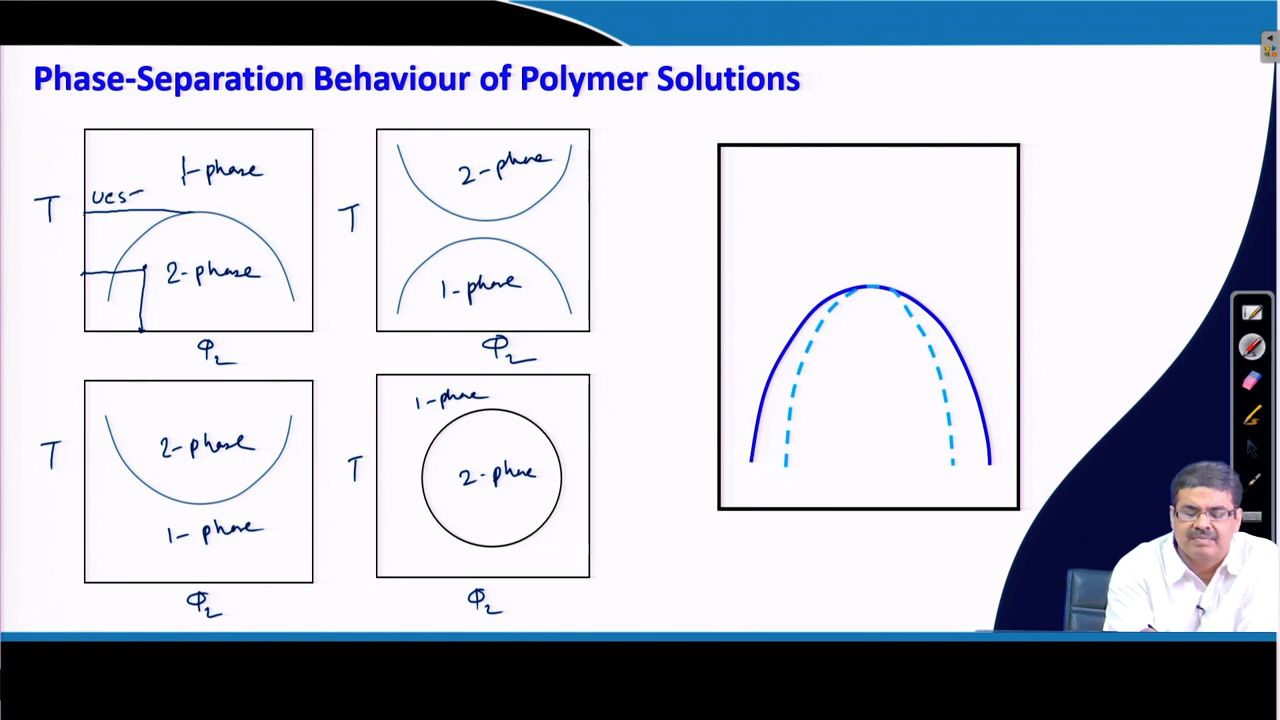 Phase-Separation Behaviour of Polymer Solutions
1-phase
UCS
T
2-phase
Φ2
2-phase
T
1-phase
Φ2
T
2-phase
1-phase
Φ2
1-phase
T
2-phase
Φ2